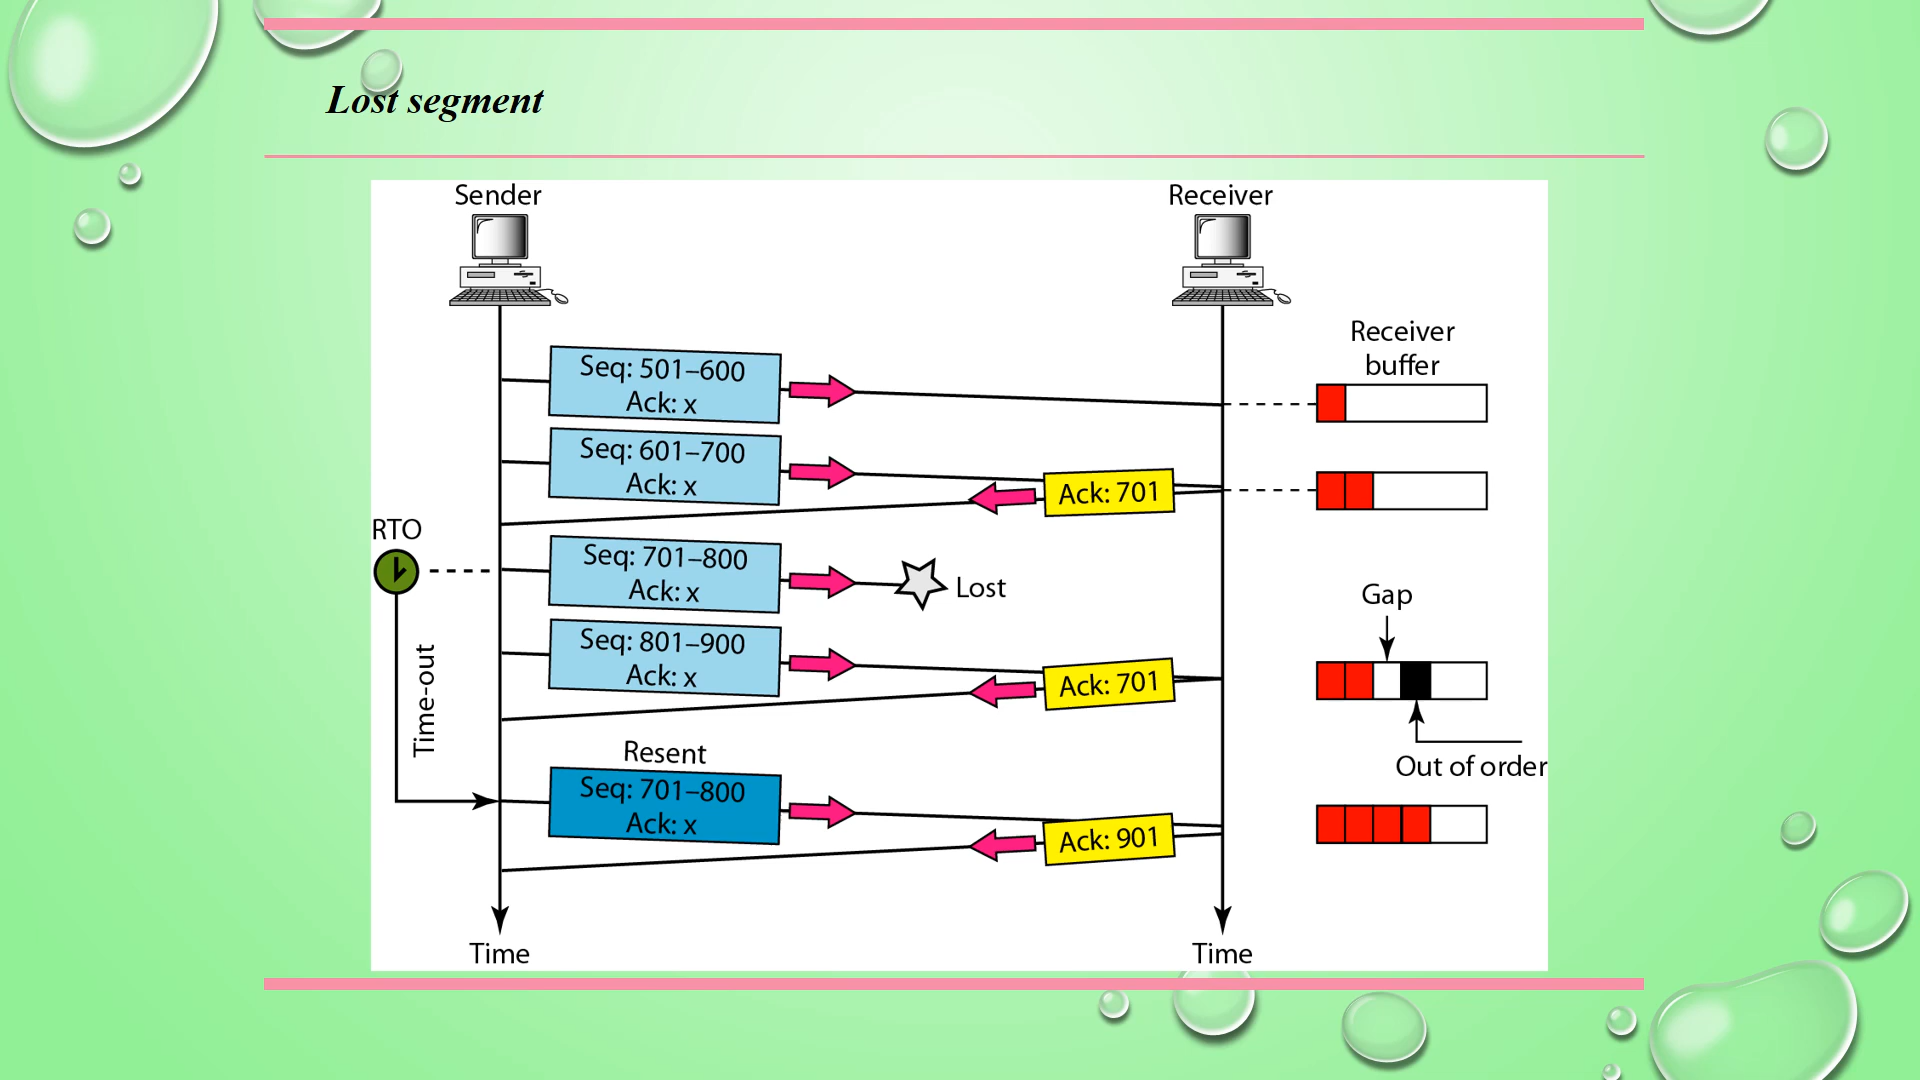 Lost segment
Sender
Receiver
Receiver
buffer
Seq: 501–600
Ack: x
Seq: 601–700
Ack: x
Ack: 701
RTO
Seq: 701–800
Ack: x
Lost
Gap
Seq: 801–900
Ack: x
Ack: 701
Time-out
Out of order
Resent
Seq: 701–800
Ack: x
Ack: 901
Time
Time